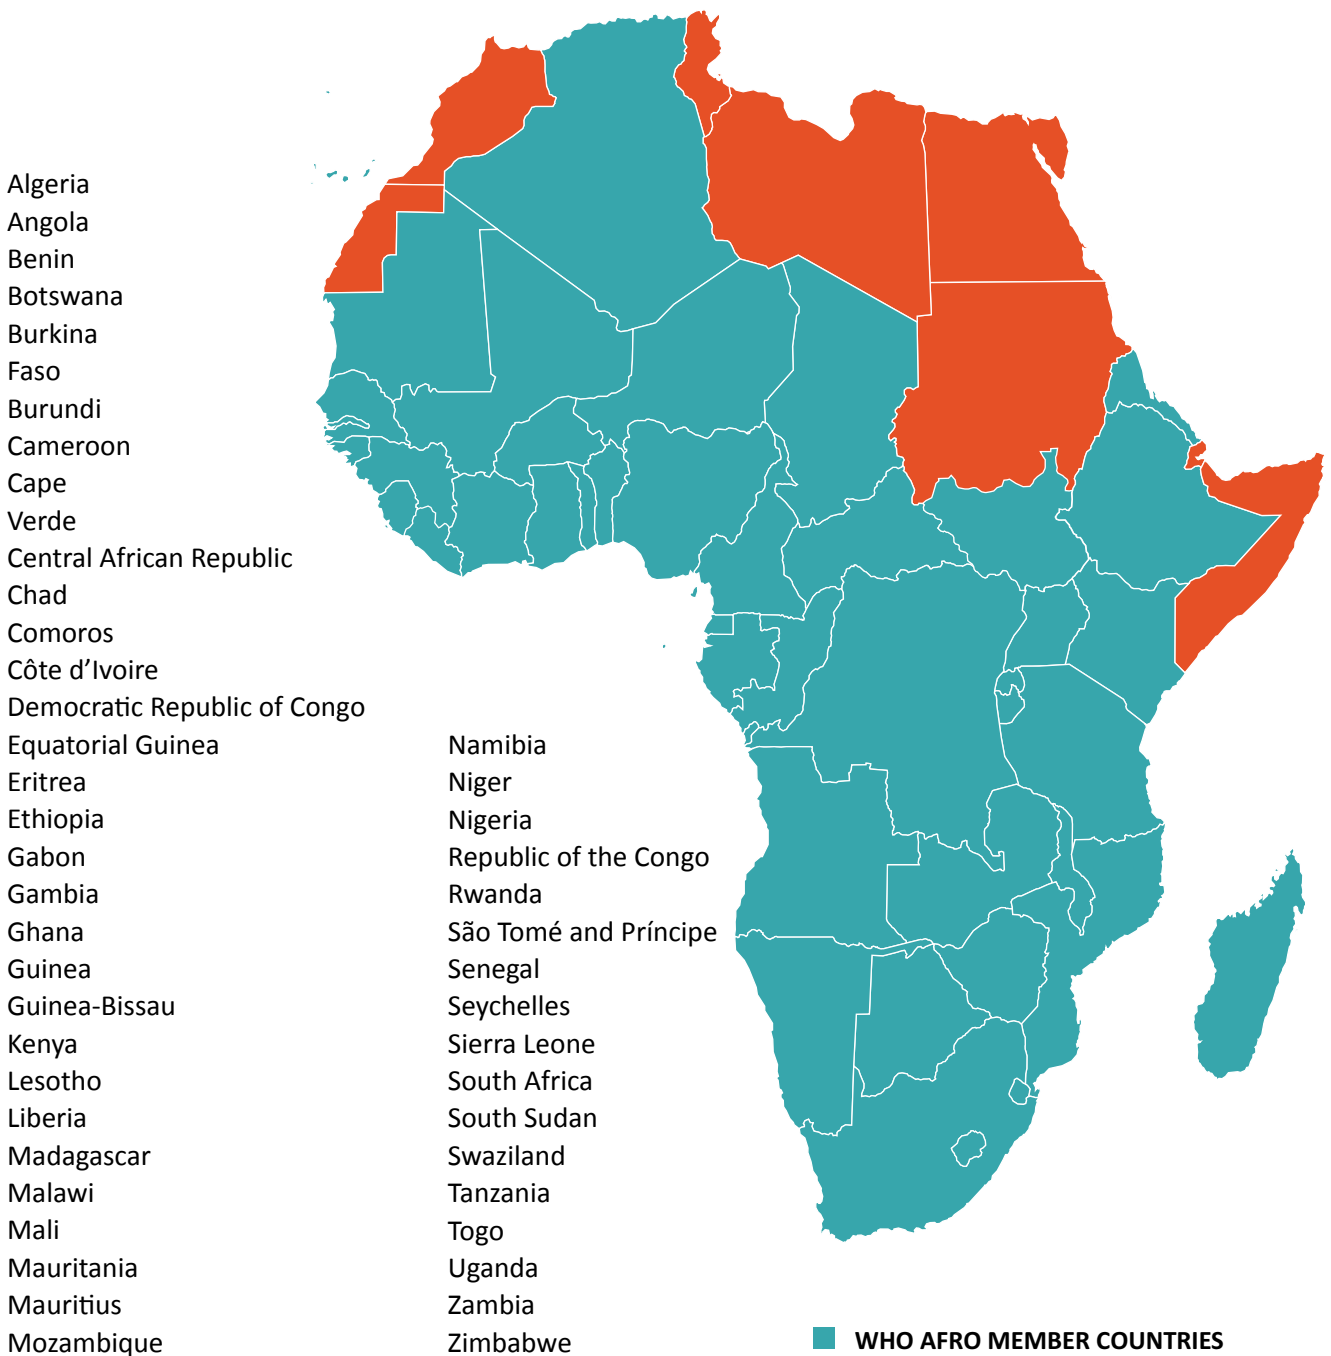 Algeria
Angola
Benin
Botswana
Burkina
Faso
Burundi
Cameroon
Cape
Verde
Central African Republic
Chad
Comoros
Côte d’Ivoire
Democratic Republic of Congo
Equatorial Guinea
Eritrea
Ethiopia
Gabon
Gambia
Ghana
Guinea
Guinea-Bissau
Kenya
Lesotho
Liberia
Madagascar
Malawi
Mali
Mauritania
Mauritius
Mozambique
Namibia
Niger
Nigeria
Republic of the Congo
Rwanda
São Tomé and Príncipe
Senegal
Seychelles
Sierra Leone
South Africa
South Sudan
Swaziland
Tanzania
Togo
Uganda
Zambia
Zimbabwe
WHO AFRO MEMBER COUNTRIES